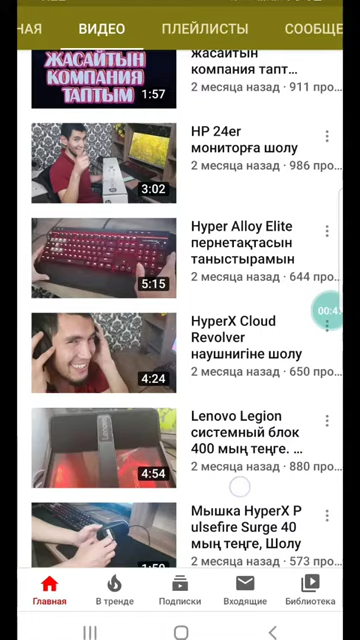 НАЯ ВИДЕО ПЛЕЙЛИСТЫ СООБЩЕ
ЖАСАЙТЫН
КОМПАНИЯ
ТАПТЫМ
1:57
жасайтын
компания тапт...
2 месяца назад · 911 про...
3:02
HP 24er
мониторға шолу
2 месяца назад · 986 про...
5:15
Hyper Alloy Elite
пернетақтасын
таныстырамын
2 месяца назад · 644 про...
00:4
4:24
HyperX Cloud
Revolver
наушнигіне шолу
2 месяца назад · 650 про...
4:54
Lenovo Legion
системный блок
400 мың теңге. ...
2 месяца назад · 880 про...
Мышка HyperX P
ulsefire Surge 40
мың теңге, Шолу
2 месяца назад · 573 про...
Главная В тренде Подписки Входящие Библиотека